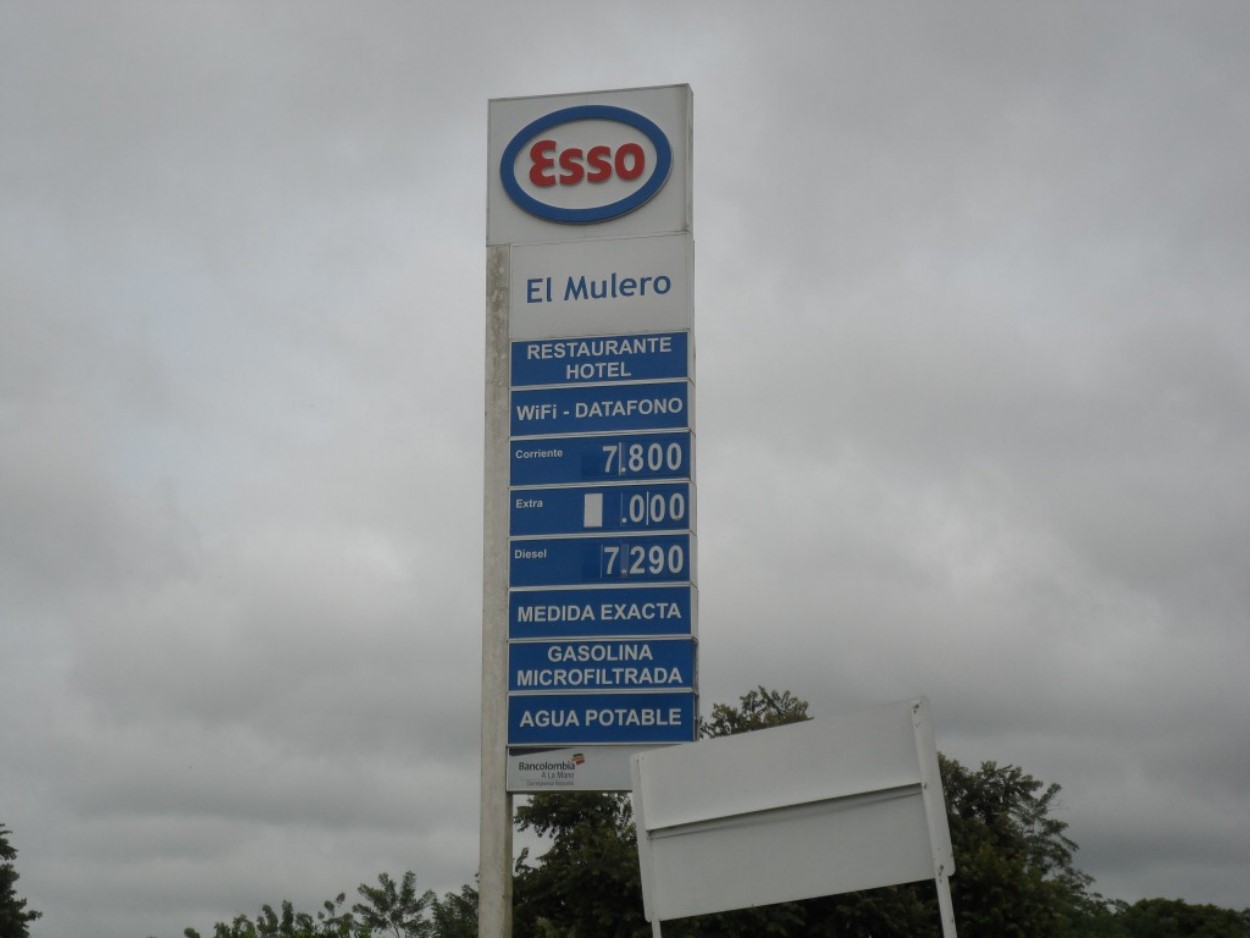 Esso
El Mulero
RESTAURANTE
HOTEL
WiFi - DATAFONO
Corriente 7.800
Extra .000
Diesel 7.290
MEDIDA EXACTA
GASOLINA
MICROFILTRADA
AGUA POTABLE
Bancolombia
A La Mano